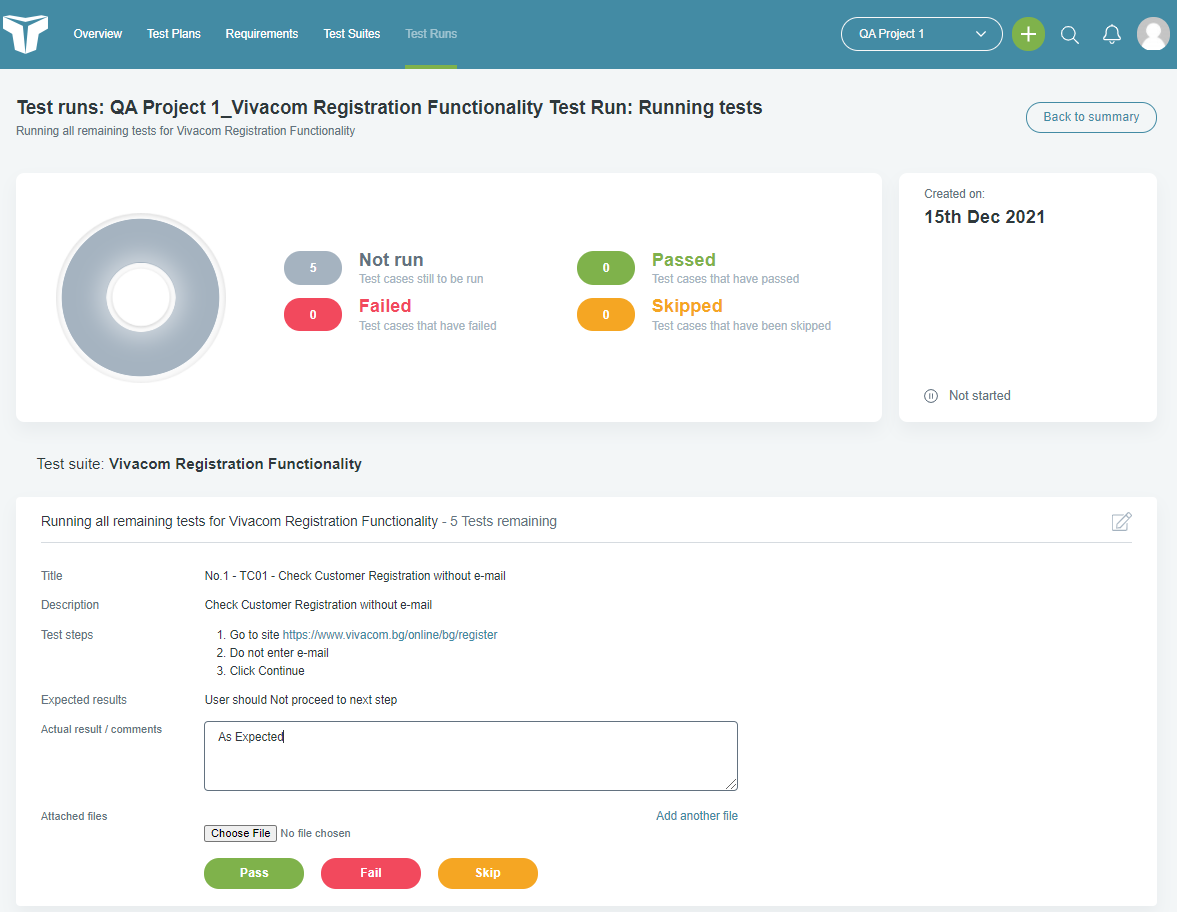 Overview Test Plans Requirements Test Suites Test Runs QA Project 1
Test runs: QA Project 1_Vivacom Registration Functionality Test Run: Running tests
Running all remaining tests for Vivacom Registration Functionality
Back to summary
5 Not run
Test cases still to be run
0 Passed
Test cases that have passed
0 Failed
Test cases that have failed
0 Skipped
Test cases that have been skipped
Created on:
15th Dec 2021
Not started
Test suite: Vivacom Registration Functionality
Running all remaining tests for Vivacom Registration Functionality - 5 Tests remaining
Title No.1 - TC01 - Check Customer Registration without e-mail
Description Check Customer Registration without e-mail
Test steps 1. Go to site https://www.vivacom.bg/online/bg/register
2. Do not enter e-mail
3. Click Continue
Expected results User should Not proceed to next step
Actual result / comments As Expected
Attached files Add another file
Choose File No file chosen
Pass Fail Skip